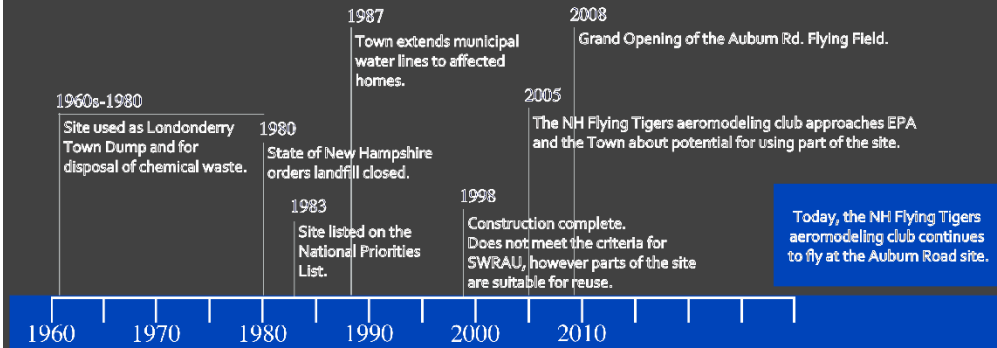 1960s-1980
Site used as Londonderry
Town Dump and for
disposal of chemical waste.
1980
State of New Hampshire
orders landfill closed.
1983
Site listed on the
National Priorities
List.
1987
Town extends municipal
water lines to affected
homes.
1998
Construction complete.
Does not meet the criteria for
SWRAU, however parts of the site
are suitable for reuse.
2005
The NH Flying Tigers aeromodeling club approaches EPA
and the Town about potential for using part of the site.
2008
Grand Opening of the Auburn Rd. Flying Field.
Today, the NH Flying Tigers
aeromodeling club continues
to fly at the Auburn Road site.
1960 1970 1980 1990 2000 2010